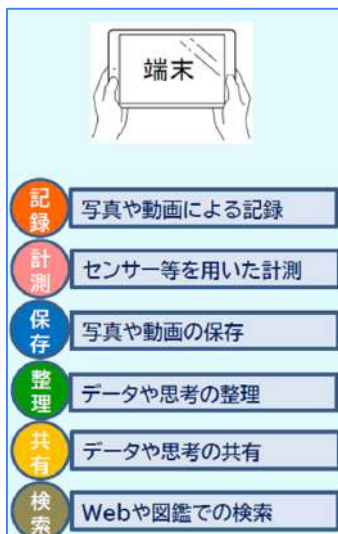 端末
記録
写真や動画による記録
計測
センサー等を用いた計測
保存
写真や動画の保存
整理
データや思考の整理
共有
データや思考の共有
検索
Webや図鑑での検索